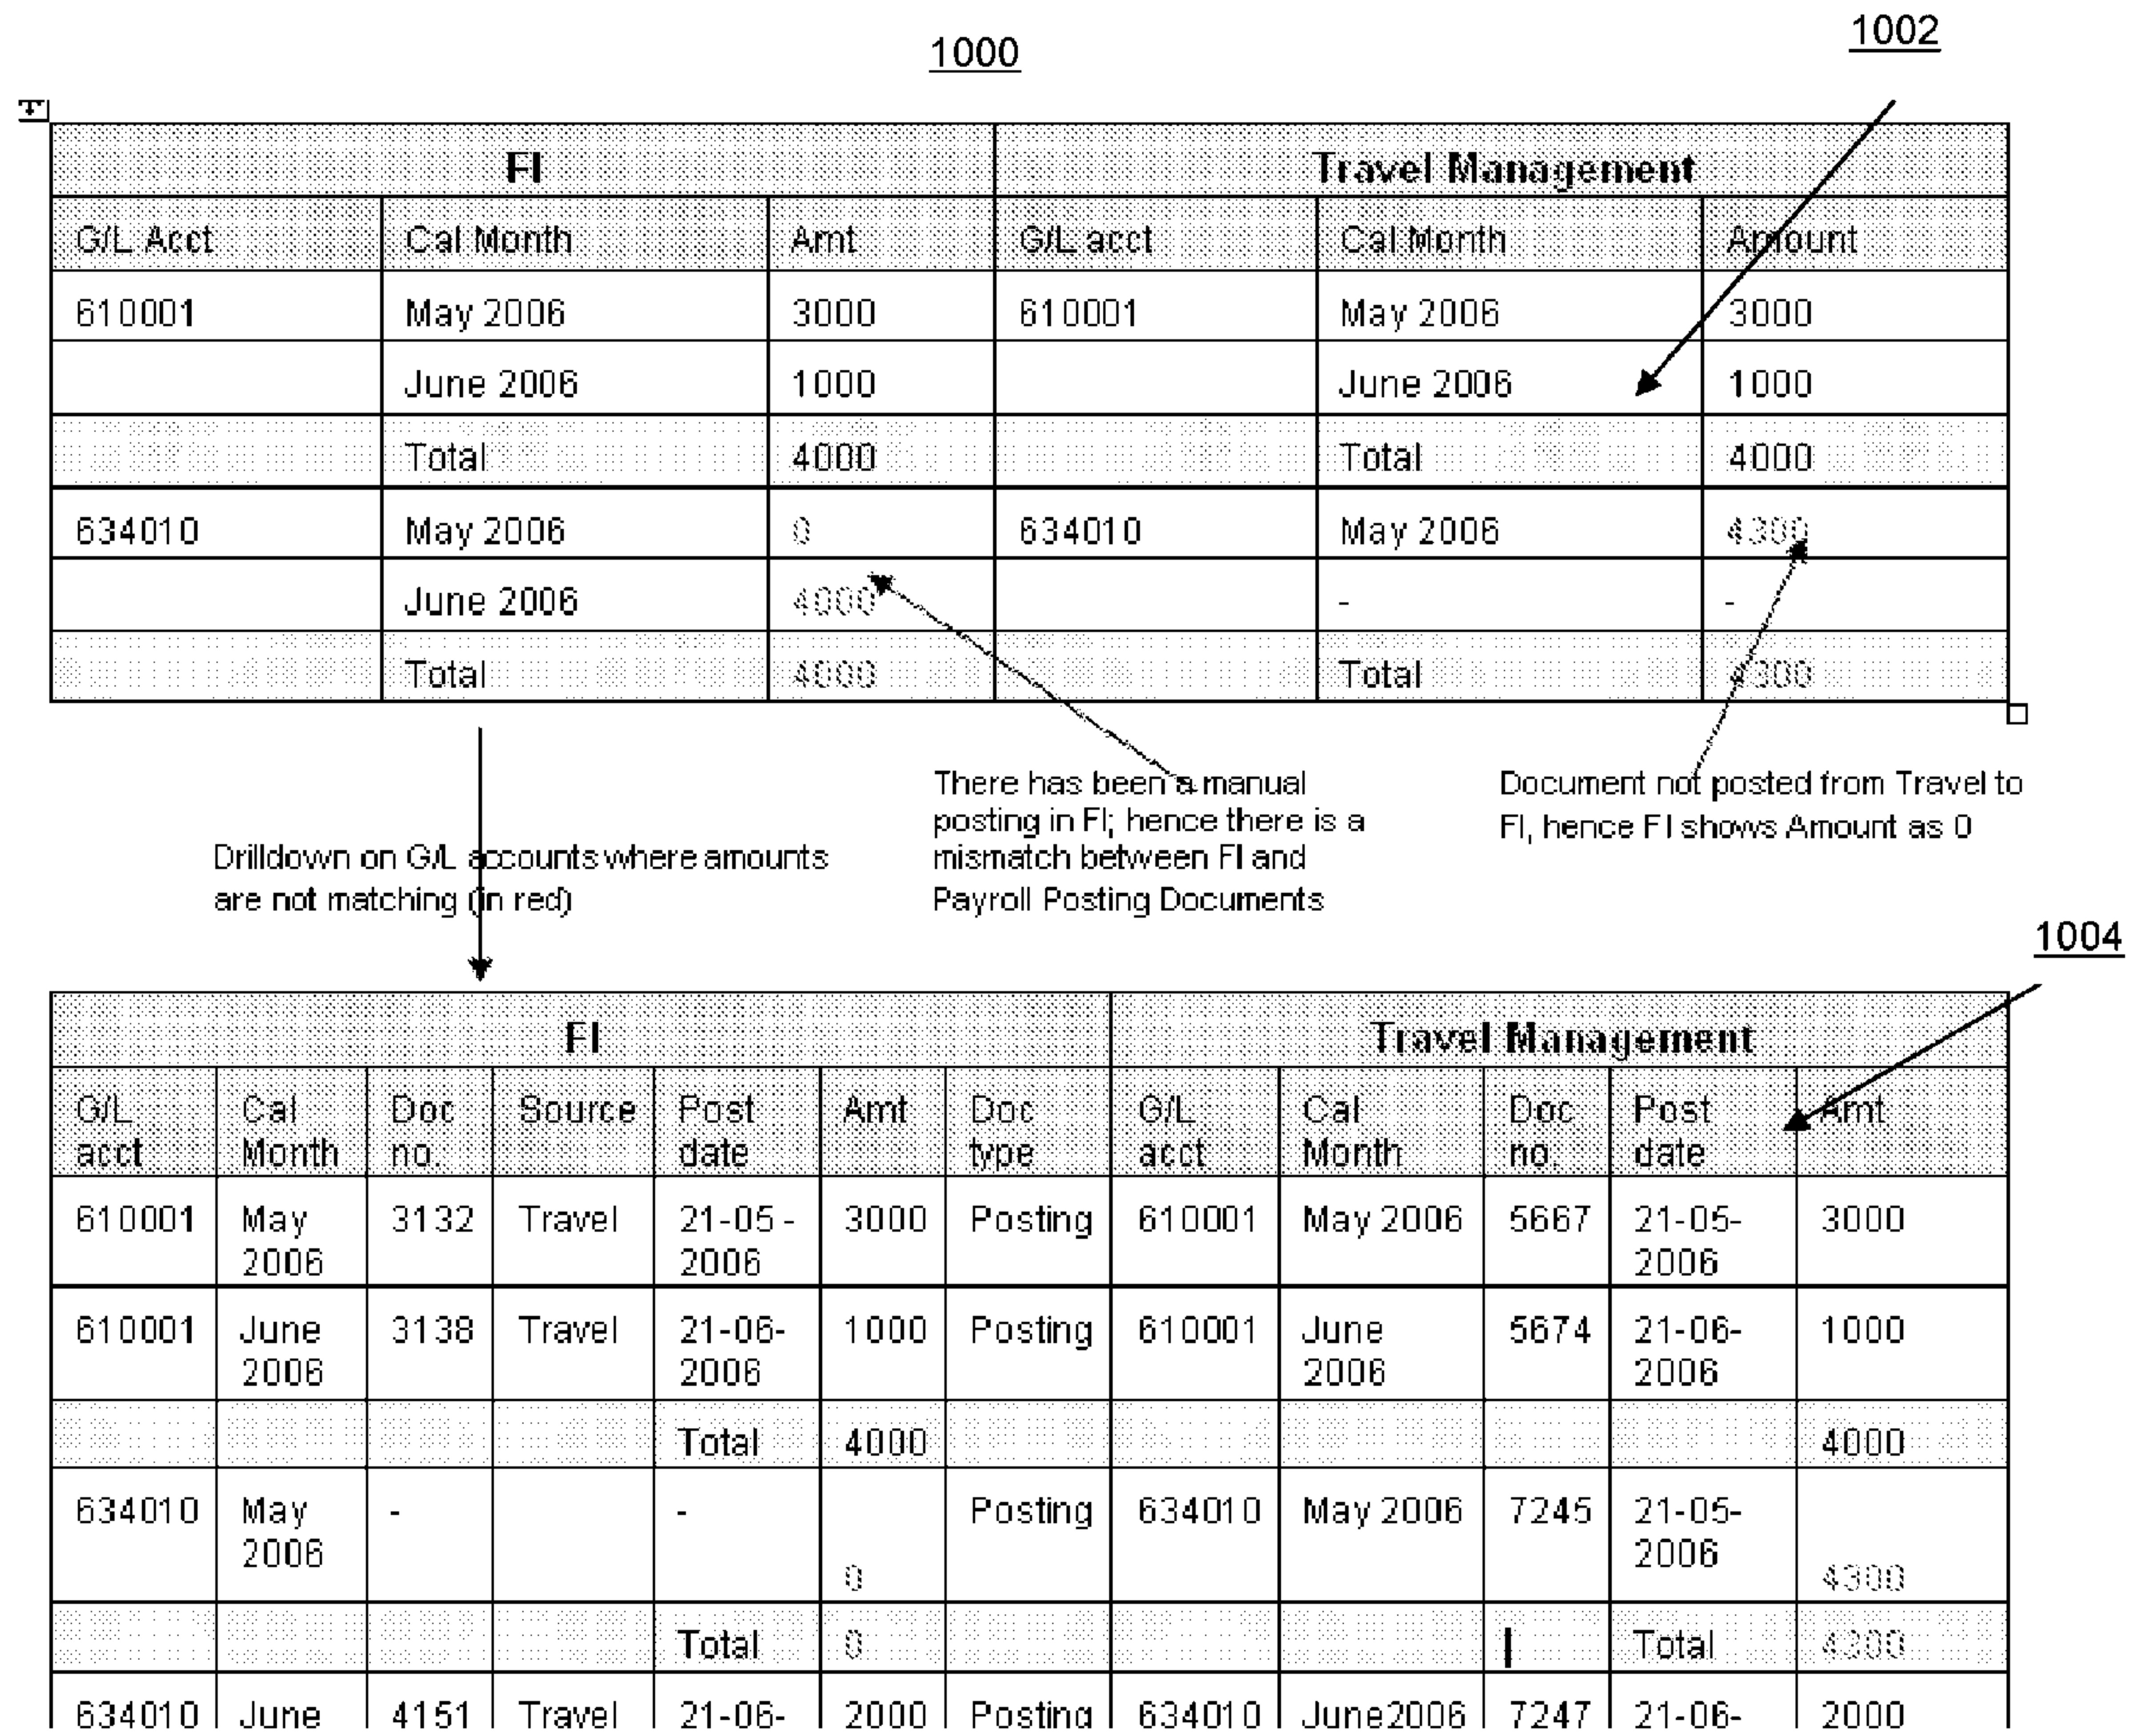 1000
1002
FI Travel Management
G/L Acct Cal Month Amt G/L acct Cal Month Amount
610001 May 2006 3000 610001 May 2006 3000
June 2006 1000 June 2006 1000
Total 4000 Total 4000
634010 May 2006 0 634010 May 2006 4300
June 2006 4000 - -
Total 4000 Total 4300
Drilldown on G/L accounts where amounts
are not matching (in red)
There has been a manual
posting in FI; hence there is a
mismatch between FI and
Payroll Posting Documents
Document not posted from Travel to
FI, hence FI shows Amount as 0
1004
FI Travel Management
G/L Cal Doc Source Post Amt Doc G/L Cal Doc Post Amt
acct Month no. date type acct Month no. date
610001 May 3132 Travel 21-05- 3000 Posting 610001 May 2006 5667 21-05- 3000
2006 2006 2006
610001 June 3138 Travel 21-06- 1000 Posting 610001 June 5674 21-06- 1000
2006 2006 2006 2006
Total 4000 4000
634010 May - - Posting 634010 May 2006 7245 21-05-
2006 2006
0 4300
Total 0 Total 4300
634010 June 4151 Travel 21-06- 2000 Posting 634010 June2006 7247 21-06- 2000